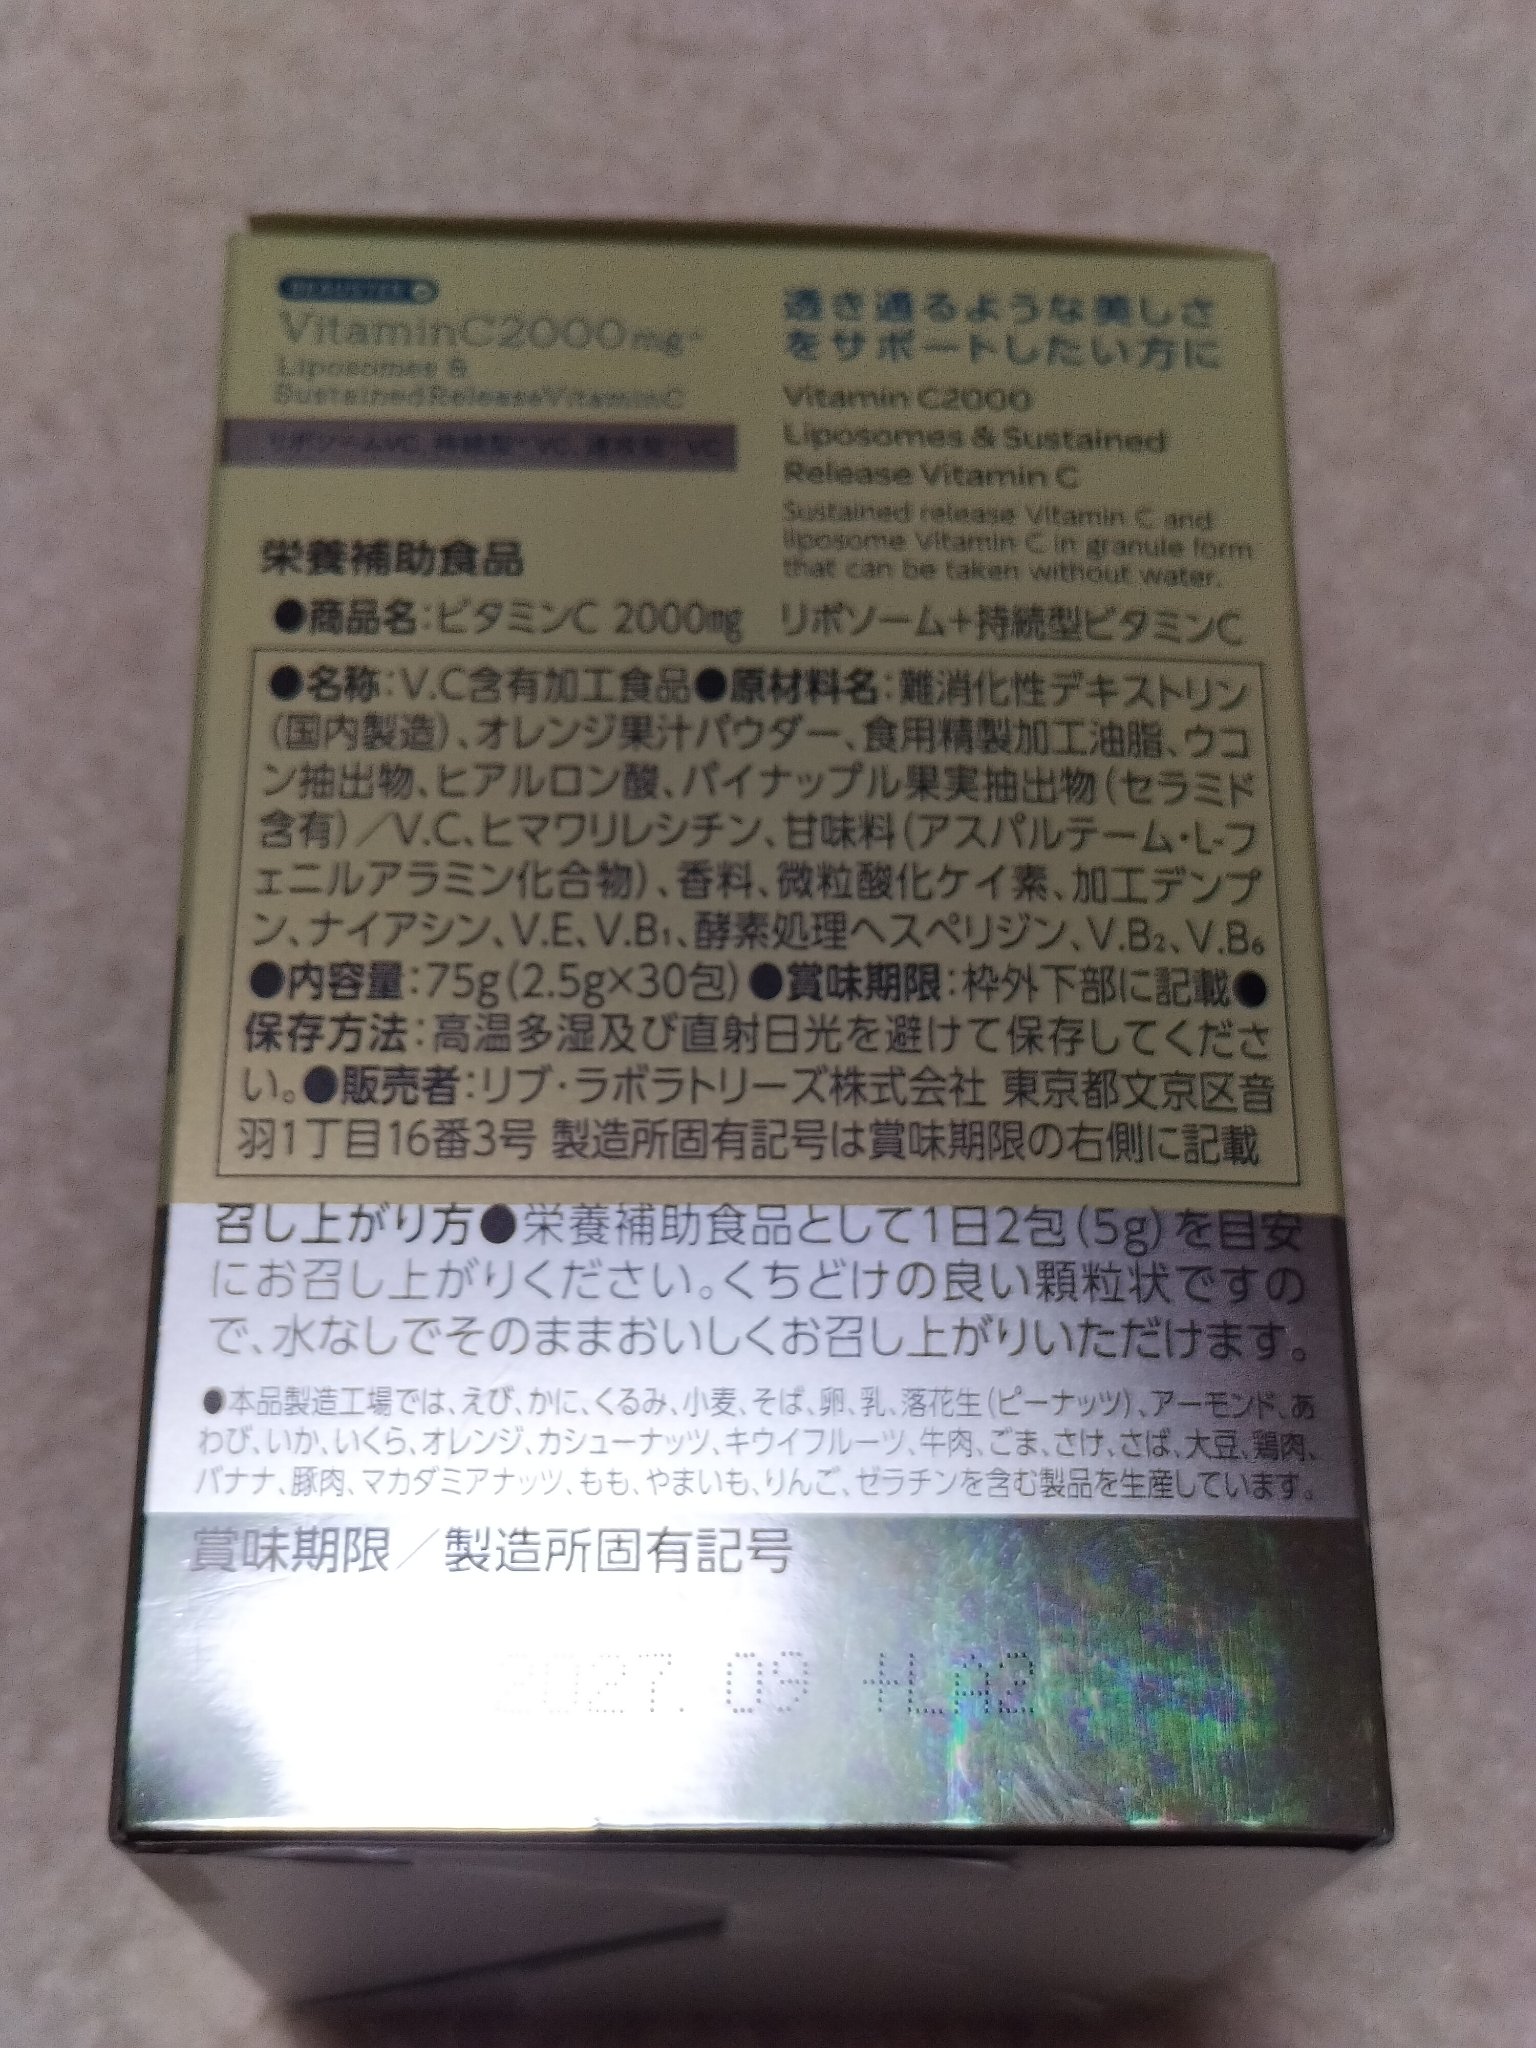 VitaminC2000mg*
Liposomes &
SustainedReleaseVitaminC
リポソームVC 持続型 VC
透き通るような美しさ
をサポートしたい方に
Vitamin C2000
Liposomes & Sustained
Release Vitamin C
Sustained release Vitamin C and
liposome Vitamin C in granule form
that can be taken without water.
栄養補助食品
●商品名：ビタミンC 2000mg　リポソーム+持続型ビタミンC
●名称：V.C含有加工食品●原材料名：難消化性デキストリン
（国内製造）、オレンジ果汁パウダー、食用精製加工油脂、ウコ
ン抽出物、ヒアルロン酸、パイナップル果実抽出物（セラミド
含有）／V.C、ヒマワリレシチン、甘味料（アスパルテーム・L-フ
ェニルアラミン化合物）、香料、微粒酸化ケイ素、加工デンプ
ン、ナイアシン、V.E、V.B₁、酵素処理ヘスペリジン、V.B₂、V.B₆
●内容量：75g（2.5g×30包）●賞味期限：枠外下部に記載●
保存方法：高温多湿及び直射日光を避けて保存してくださ
い。●販売者：リブ・ラボラトリーズ株式会社 東京都文京区音
羽1丁目16番3号 製造所固有記号は賞味期限の右側に記載
召し上がり方●栄養補助食品として1日2包（5g）を目安
にお召し上がりください。くちどけの良い顆粒状ですの
で、水なしでそのままおいしくお召し上がりいただけます。
●本品製造工場では、えび、かに、くるみ、小麦、そば、卵、乳、落花生（ピーナッツ）、アーモンド、あ
わび、いか、いくら、オレンジ、カシューナッツ、キウイフルーツ、牛肉、ごま、さけ、さば、大豆、鶏肉、
バナナ、豚肉、マカダミアナッツ、もも、やまいも、りんご、ゼラチンを含む製品を生産しています。
賞味期限／製造所固有記号
2027.09 +LA2